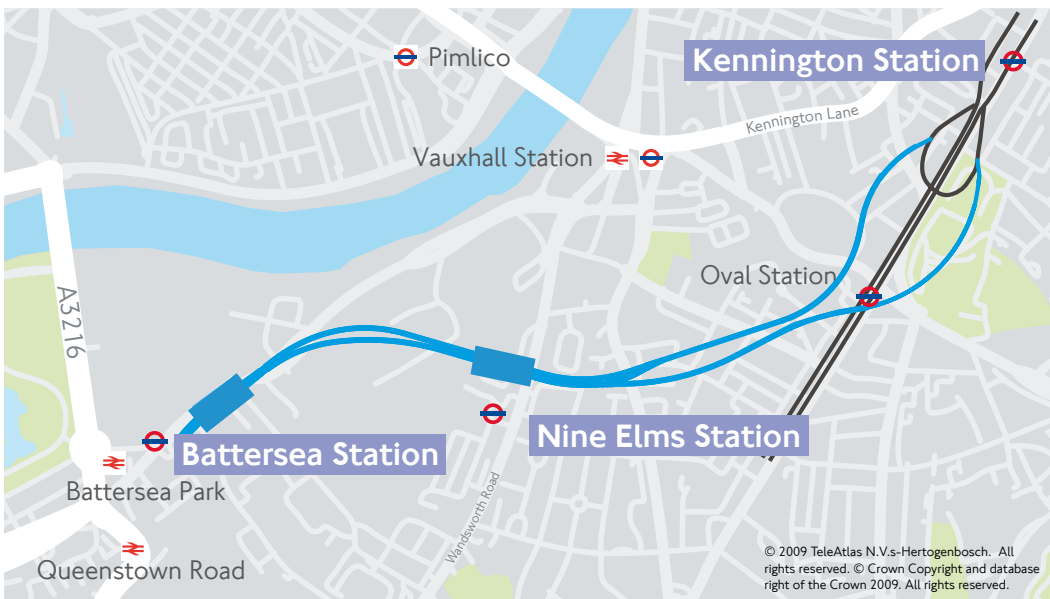 Pimlico
Kennington Station
Kennington Lane
Vauxhall Station
Oval Station
A3216
Nine Elms Station
Battersea Station
Battersea Park
Wandsworth Road
Queenstown Road
© 2009 TeleAtlas N.V.s-Hertogenbosch. All
rights reserved. © Crown Copyright and database
right of the Crown 2009. All rights reserved.